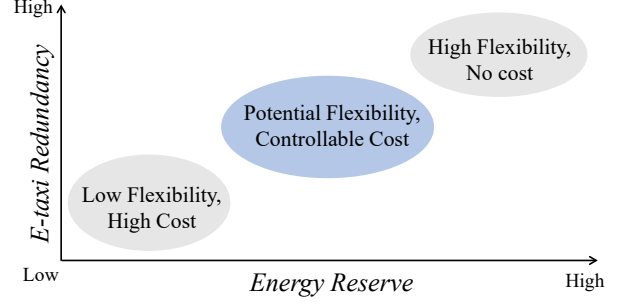 High
E-taxi Redundancy
High Flexibility,
No cost
Potential Flexibility,
Controllable Cost
Low Flexibility,
High Cost
Low
Energy Reserve
High